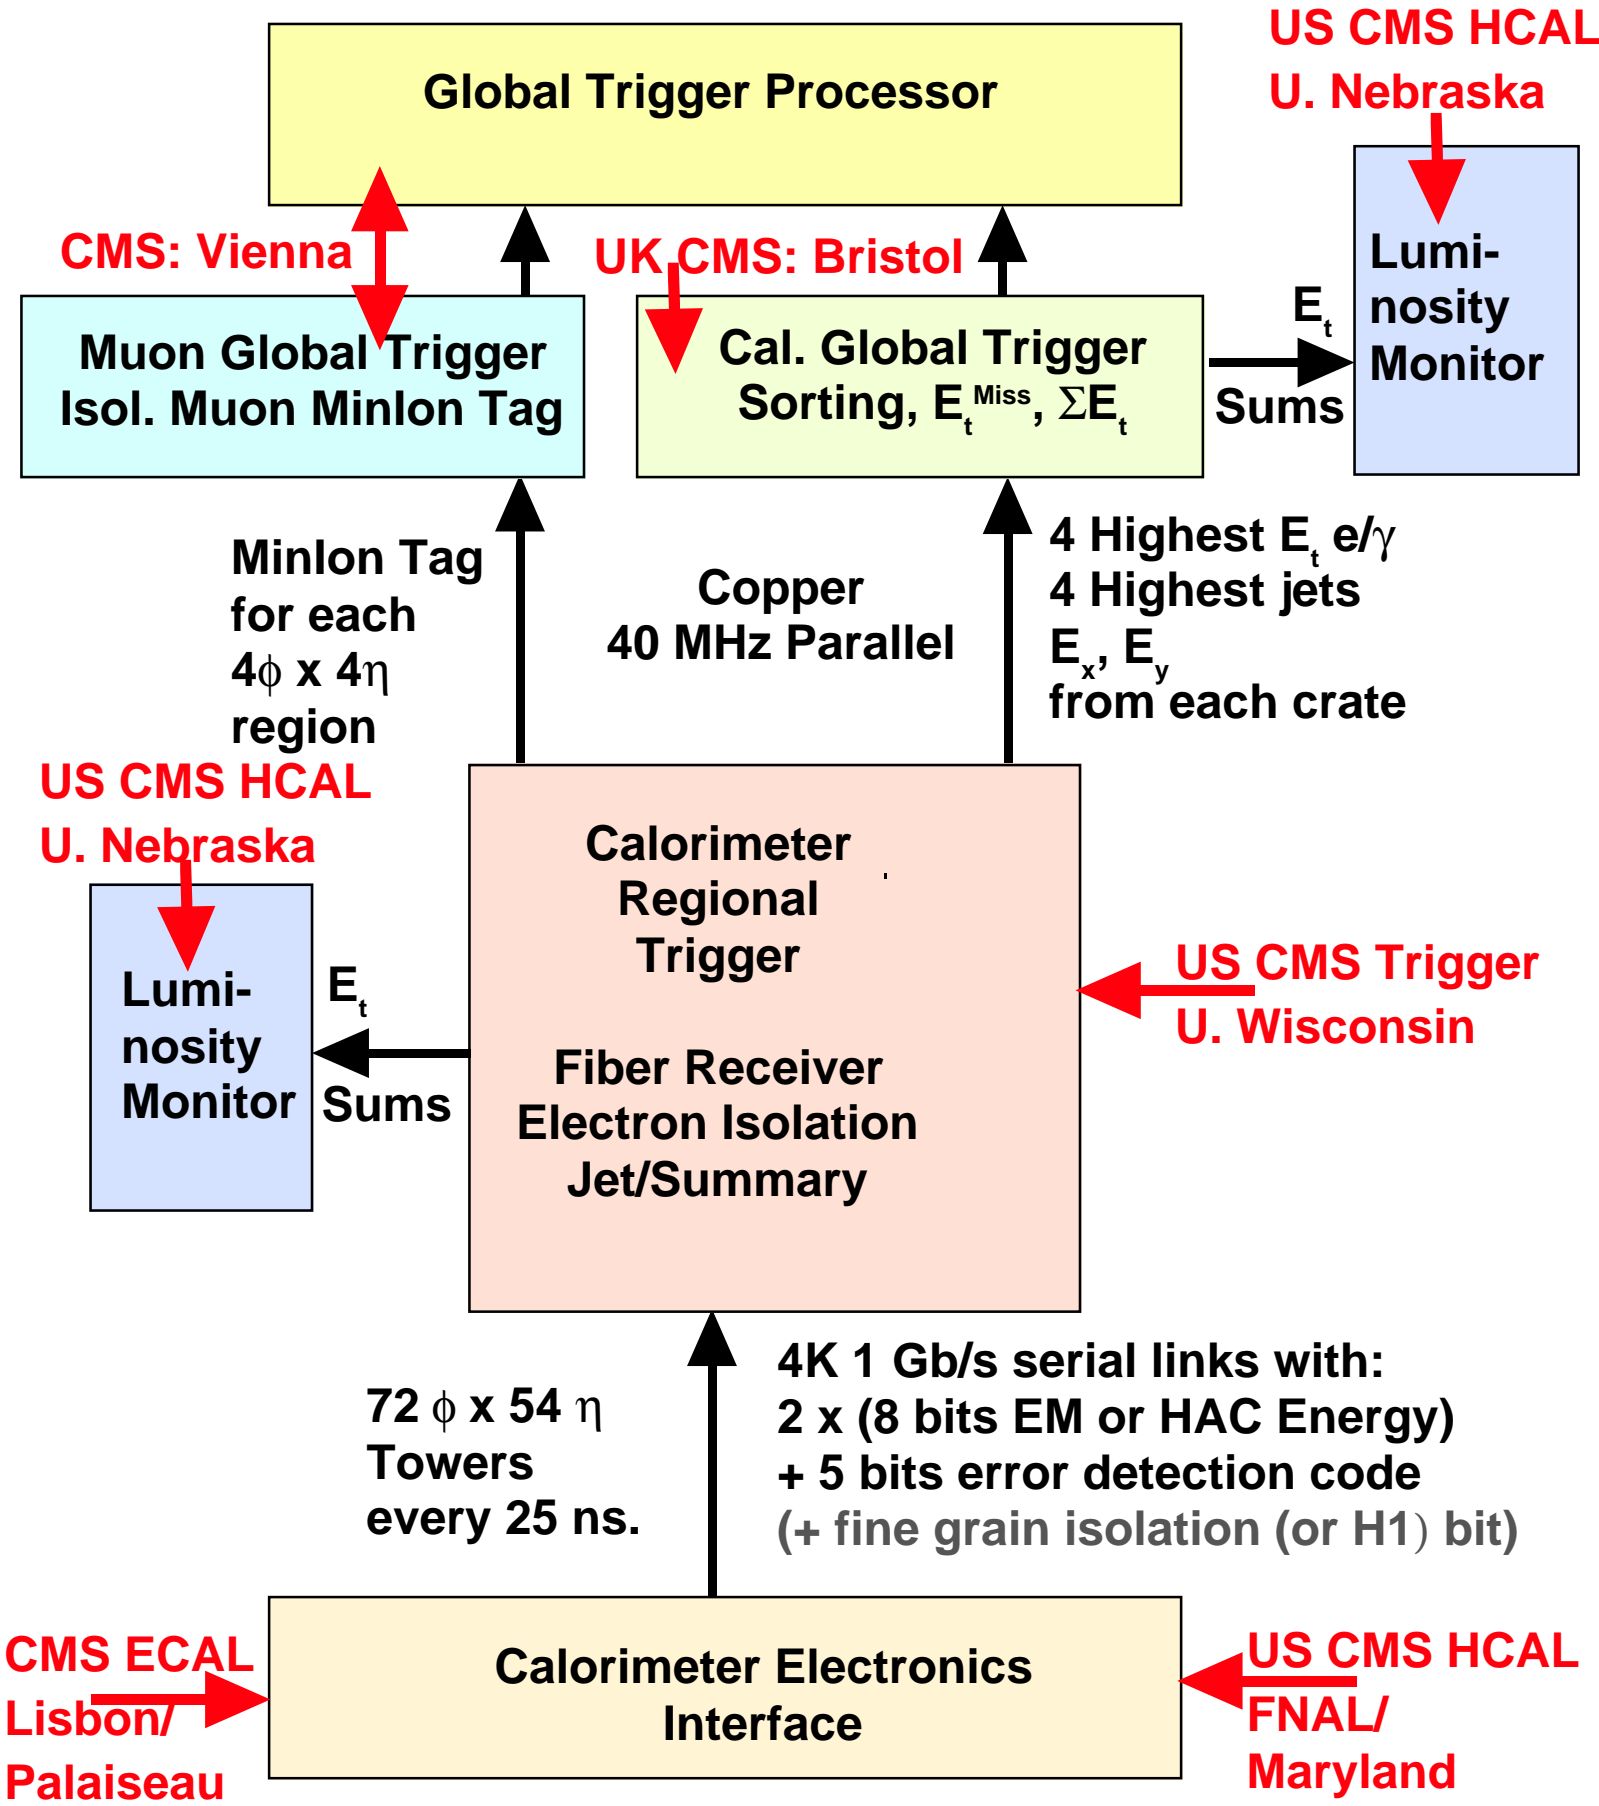 US CMS HCAL
U. Nebraska
Global Trigger Processor
CMS: Vienna
UK CMS: Bristol
Lumi-
nosity
Monitor
Muon Global Trigger
Isol. Muon MinIon Tag
Cal. Global Trigger
Sorting, Et Miss, ΣEt
Et
Sums
MinIon Tag
for each
4φ x 4η
region
Copper
40 MHz Parallel
4 Highest Et e/γ
4 Highest jets
Ex, Ey
from each crate
US CMS HCAL
U. Nebraska
Lumi-
nosity
Monitor
Et
Sums
Calorimeter
Regional
Trigger
Fiber Receiver
Electron Isolation
Jet/Summary
US CMS Trigger
U. Wisconsin
72 φ x 54 η
Towers
every 25 ns.
4K 1 Gb/s serial links with:
2 x (8 bits EM or HAC Energy)
+ 5 bits error detection code
(+ fine grain isolation (or H1) bit)
CMS ECAL
Lisbon/
Palaiseau
Calorimeter Electronics
Interface
US CMS HCAL
FNAL/
Maryland